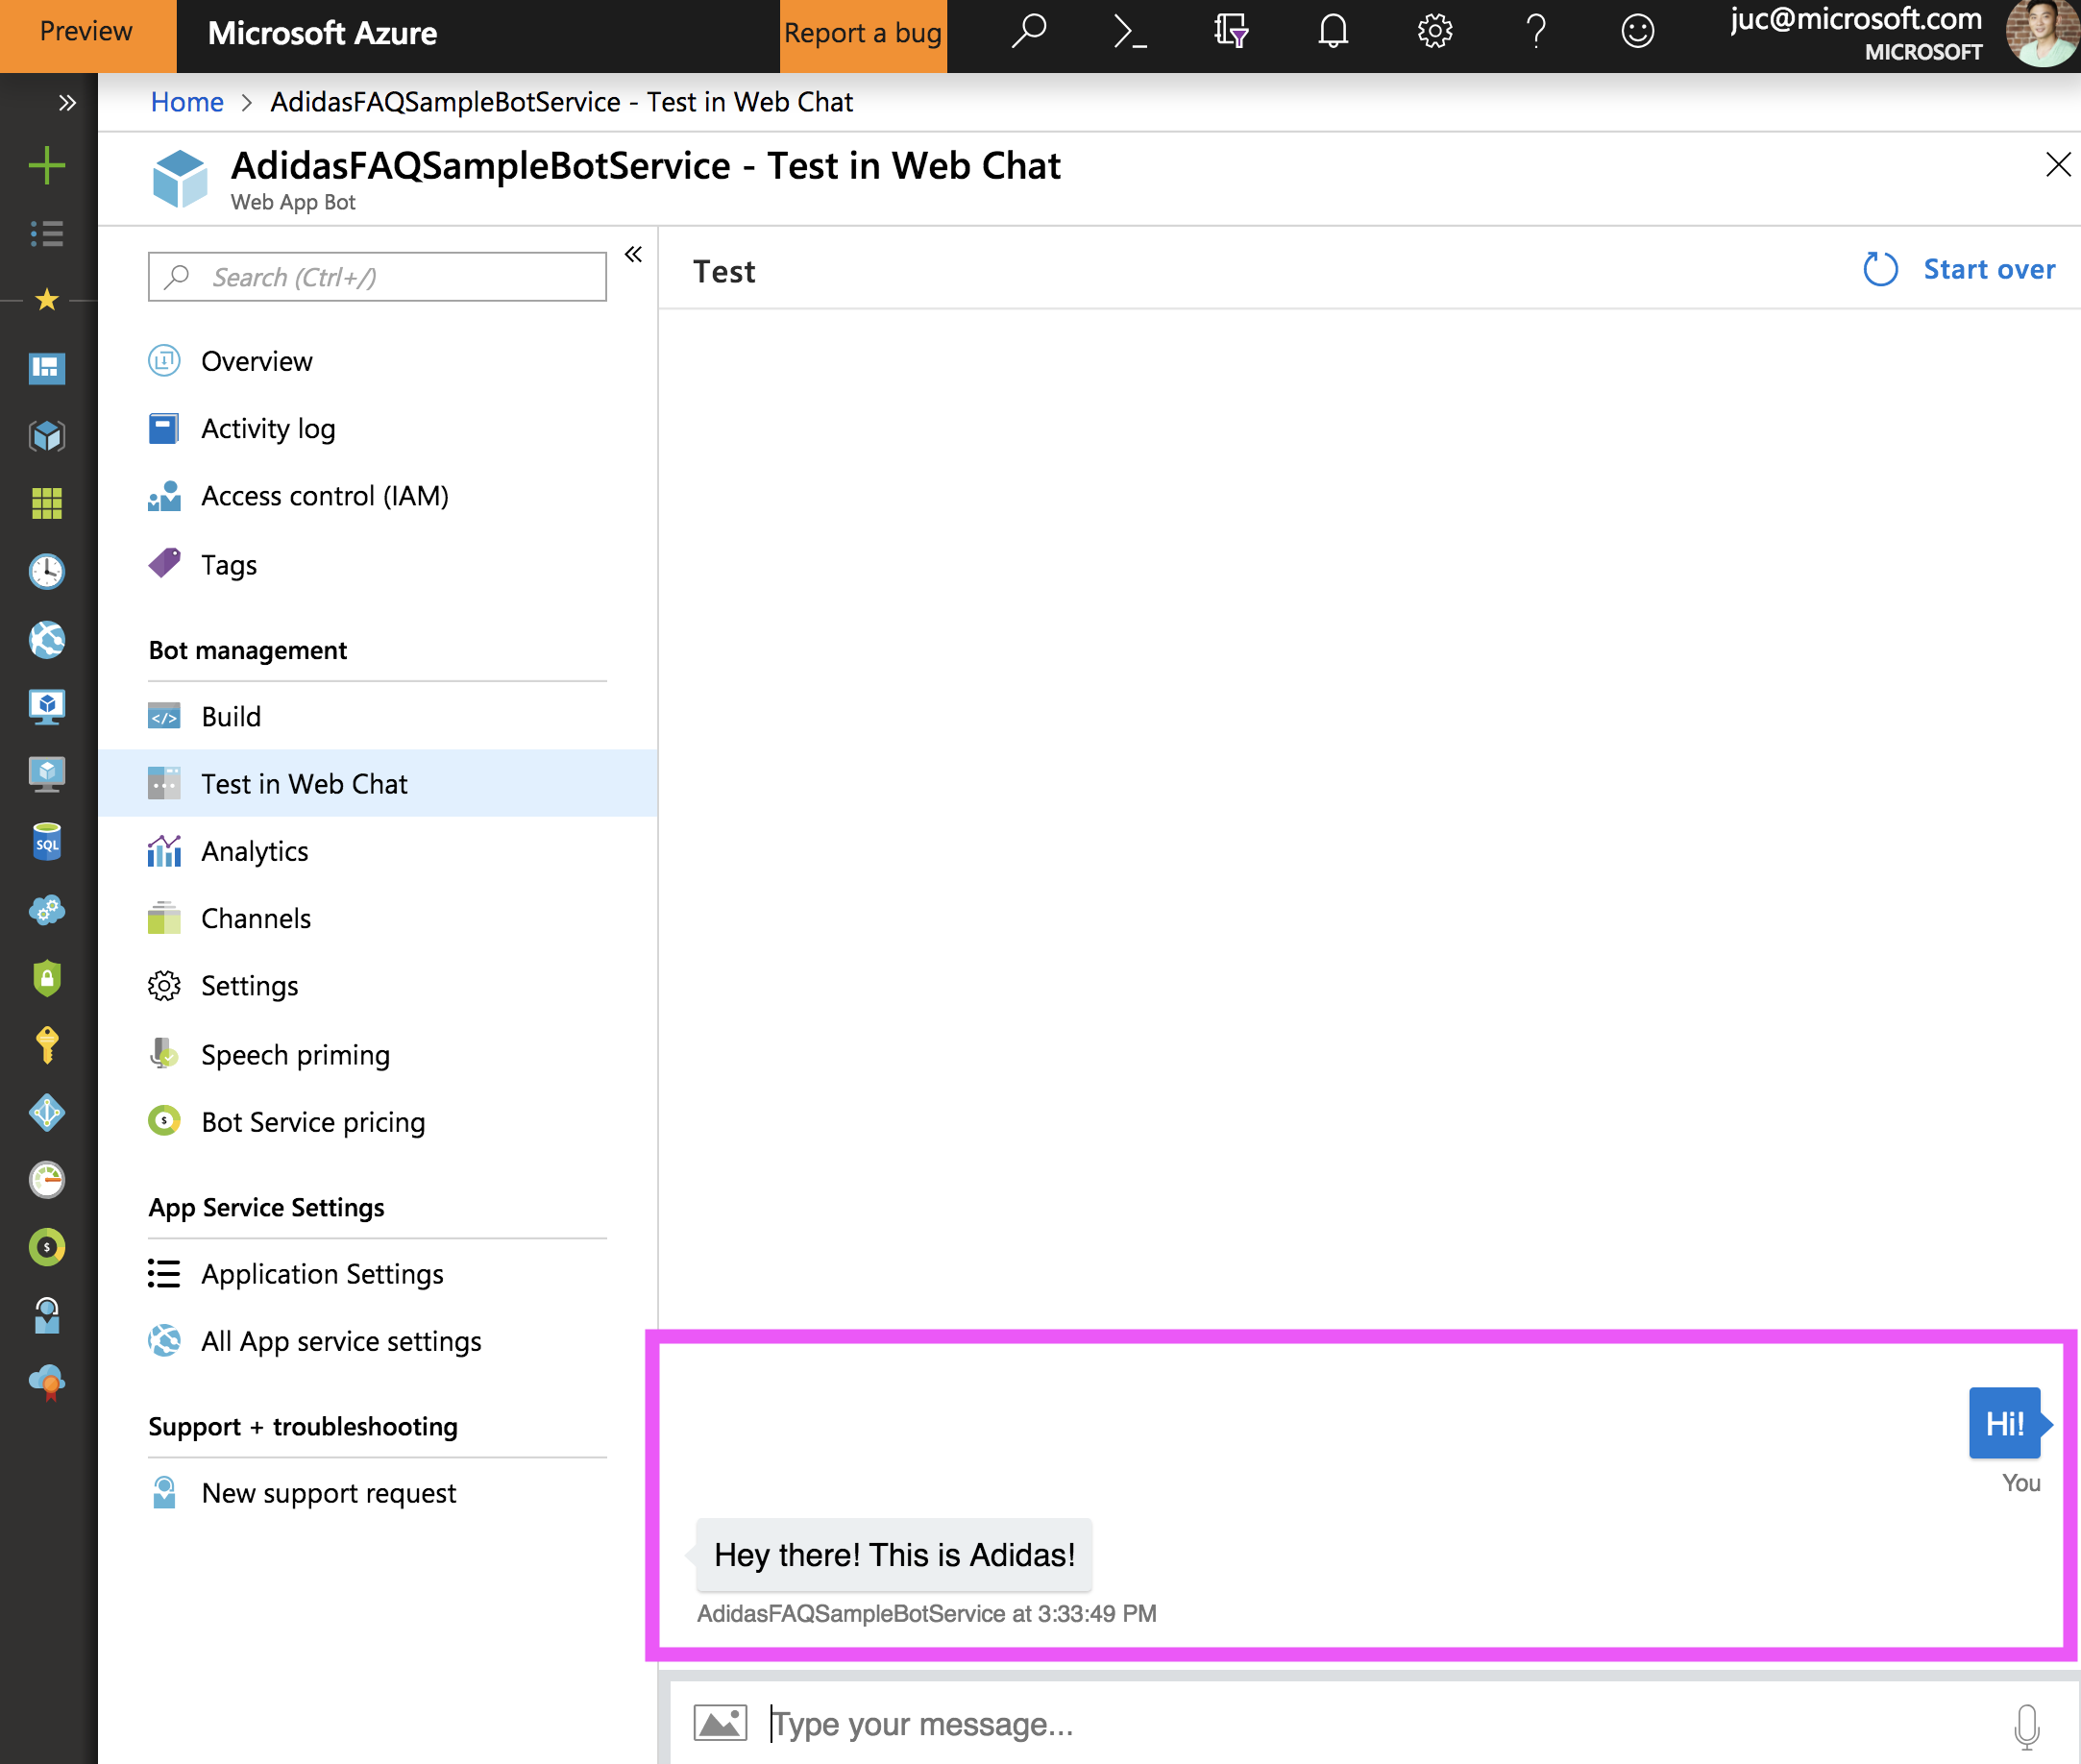 Preview
Microsoft Azure
Report a bug
juc@microsoft.com
MICROSOFT
Home > AdidasFAQSampleBotService - Test in Web Chat
AdidasFAQSampleBotService - Test in Web Chat
Web App Bot
Search (Ctrl+/)
Overview
Activity log
Access control (IAM)
Tags
Bot management
Build
Test in Web Chat
Analytics
Channels
Settings
Speech priming
Bot Service pricing
App Service Settings
Application Settings
All App service settings
Support + troubleshooting
New support request
SQL
Test
Start over
Hi!
You
Hey there! This is Adidas!
AdidasFAQSampleBotService at 3:33:49 PM
Type your message...